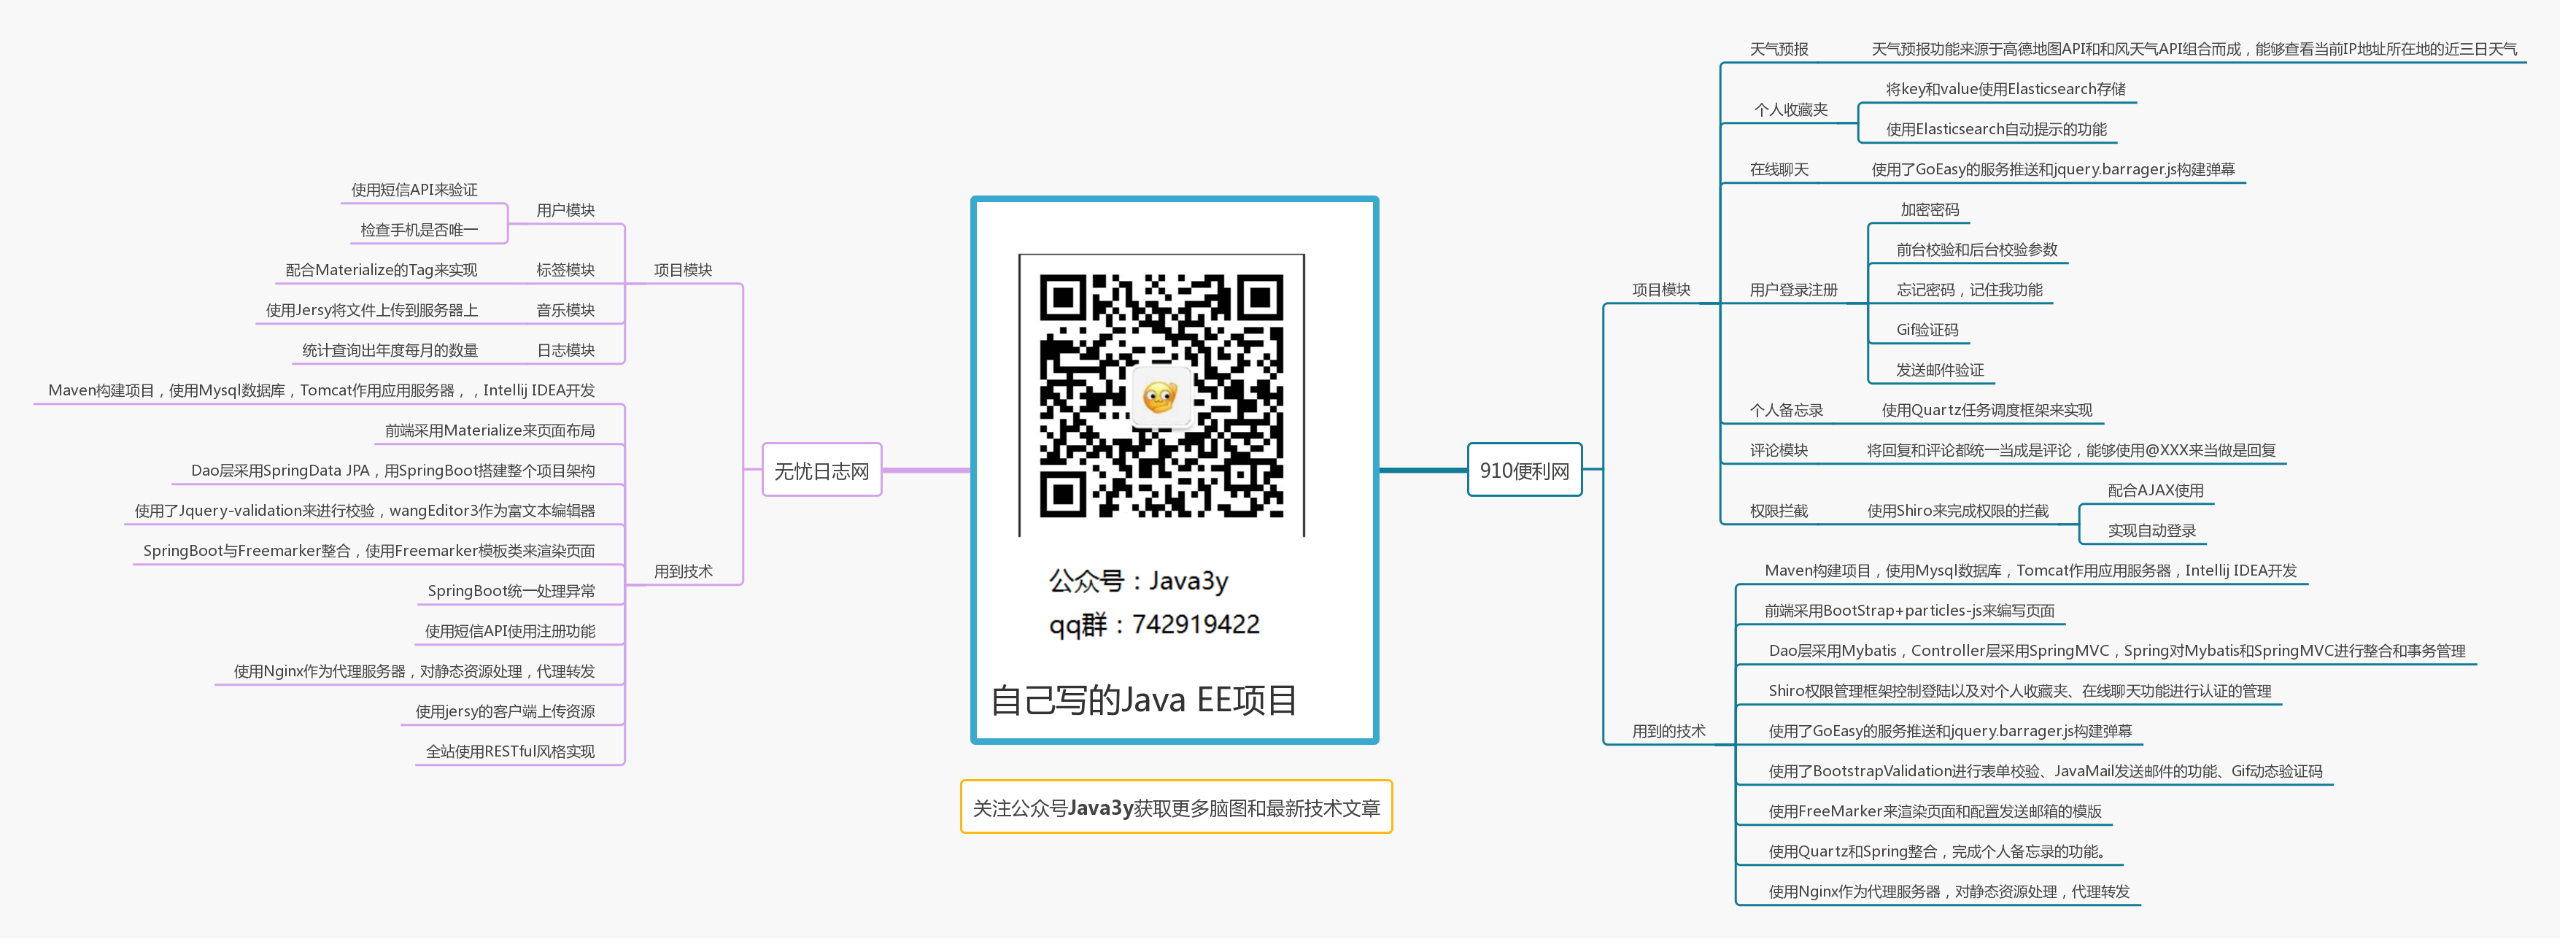 使用短信API来验证
检查手机是否唯一
用户模块
配合Materialize的Tag来实现
标签模块
使用Jersy将文件上传到服务器上
音乐模块
统计查询出年度每月的数量
日志模块
项目模块
Maven构建项目，使用Mysql数据库，Tomcat作用应用服务器，，Intellij IDEA开发
前端采用Materialize来页面布局
Dao层采用SpringData JPA，用SpringBoot搭建整个项目架构
使用了Jquery-validation来进行校验，wangEditor3作为富文本编辑器
SpringBoot与Freemarker整合，使用Freemarker模板类来渲染页面
SpringBoot统一处理异常
使用短信API使用注册功能
使用Nginx作为代理服务器，对静态资源处理，代理转发
使用jersy的客户端上传资源
全站使用RESTful风格实现
用到技术
无忧日志网
公众号：Java3y
qq群：742919422
自己写的Java EE项目
关注公众号Java3y获取更多脑图和最新技术文章
910便利网
项目模块
天气预报
天气预报功能来源于高德地图API和和风天气API组合而成，能够查看当前IP地址所在地的近三日天气
个人收藏夹
将key和value使用Elasticsearch存储
使用Elasticsearch自动提示的功能
在线聊天
使用了GoEasy的服务推送和jquery.barrager.js构建弹幕
用户登录注册
加密密码
前台校验和后台校验参数
忘记密码，记住我功能
Gif验证码
发送邮件验证
个人备忘录
使用Quartz任务调度框架来实现
评论模块
将回复和评论都统一当成是评论，能够使用@XXX来当做是回复
权限拦截
使用Shiro来完成权限的拦截
配合AJAX使用
实现自动登录
用到的技术
Maven构建项目，使用Mysql数据库，Tomcat作用应用服务器，Intellij IDEA开发
前端采用BootStrap+particles-js来编写页面
Dao层采用Mybatis，Controller层采用SpringMVC，Spring对Mybatis和SpringMVC进行整合和事务管理
Shiro权限管理框架控制登陆以及对个人收藏夹、在线聊天功能进行认证的管理
使用了GoEasy的服务推送和jquery.barrager.js构建弹幕
使用了BootstrapValidation进行表单校验、JavaMail发送邮件的功能、Gif动态验证码
使用FreeMarker来渲染页面和配置发送邮箱的模版
使用Quartz和Spring整合，完成个人备忘录的功能。
使用Nginx作为代理服务器，对静态资源处理，代理转发